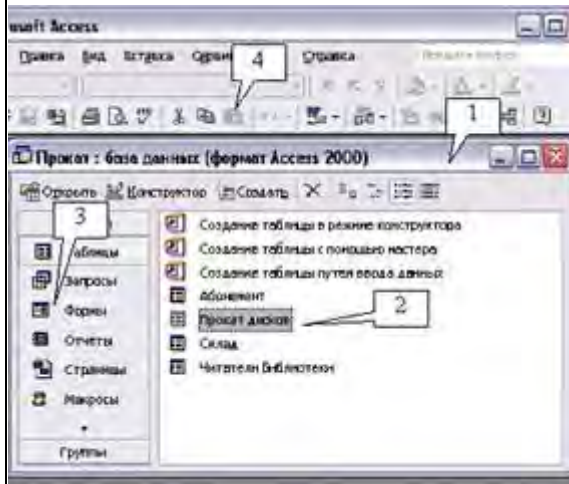 osoft Access
Правка Вид Вставка Сервис Справка
4
1
Прокат : база данных (формат Access 2000)
Открыть Конструктор Создать
3
Таблицы
Запросы
Формы
Отчеты
Страницы
Макросы
Группы
Создание таблицы в режиме конструктора
Создание таблицы с помощью мастера
Создание таблицы путем ввода данных
Абонемент
Прокат дисков
2
Склад
Читатели Библиотеки